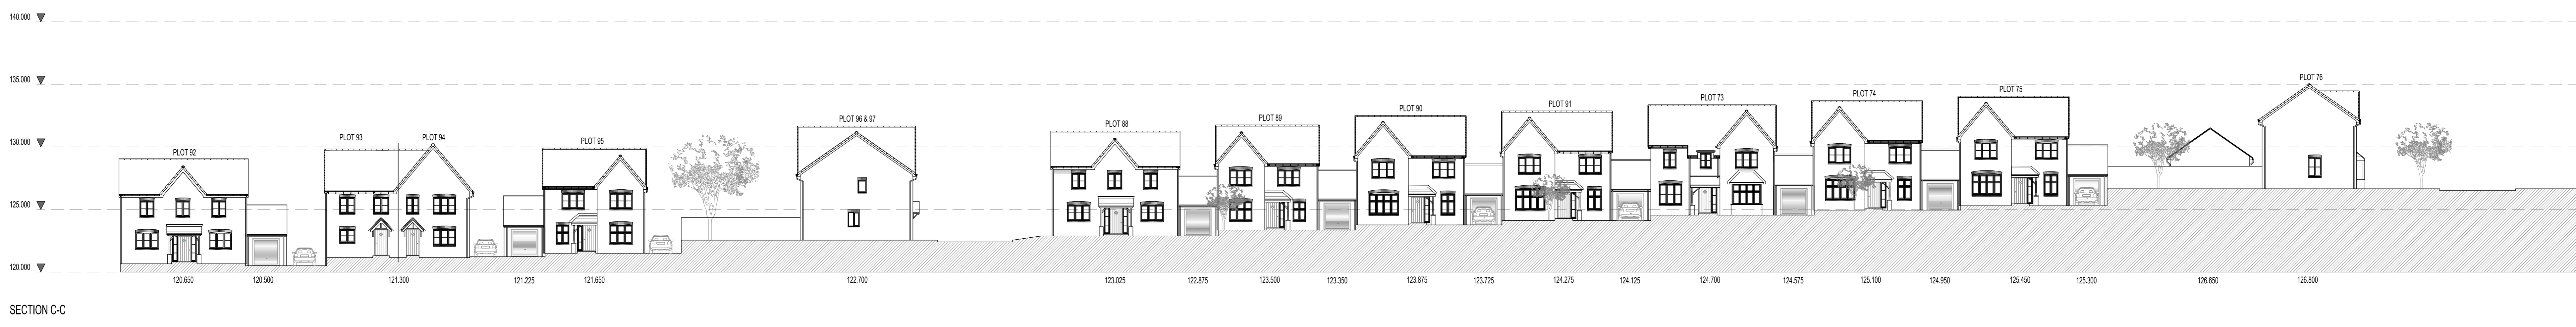 140.000
135.000
130.000
125.000
120.000
PLOT 92
PLOT 93
PLOT 94
PLOT 95
PLOT 96 & 97
PLOT 88
PLOT 89
PLOT 90
PLOT 91
PLOT 73
PLOT 74
PLOT 75
PLOT 76
120.650
120.500
121.300
121.225
121.650
122.700
123.025
122.875
123.500
123.350
123.875
123.725
124.275
124.125
124.700
124.575
125.100
124.950
125.450
125.300
126.650
126.800
SECTION C-C